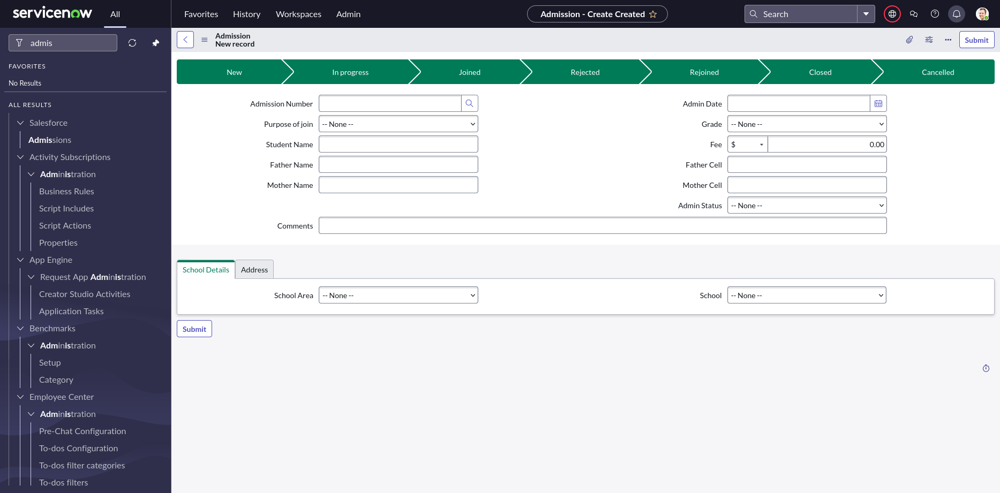 servicenow
All
Favorites
History
Workspaces
Admin
Admission - Create Created
Search
admis
FAVORITES
No Results
ALL RESULTS
Salesforce
Admissions
Activity Subscriptions
Administration
Business Rules
Script Includes
Script Actions
Properties
App Engine
Request App Administration
Creator Studio Activities
Application Tasks
Benchmarks
Administration
Setup
Category
Employee Center
Administration
Pre-Chat Configuration
To-dos Configuration
To-dos filter categories
To-dos filters
Admission
New record
Submit
New
In progress
Joined
Rejected
Rejoined
Closed
Cancelled
Admission Number
Admin Date
Purpose of join
-- None --
Grade
-- None --
Student Name
Fee
$
0.00
Father Name
Father Cell
Mother Name
Mother Cell
Admin Status
-- None --
Comments
School Details
Address
School Area
-- None --
School
-- None --
Submit